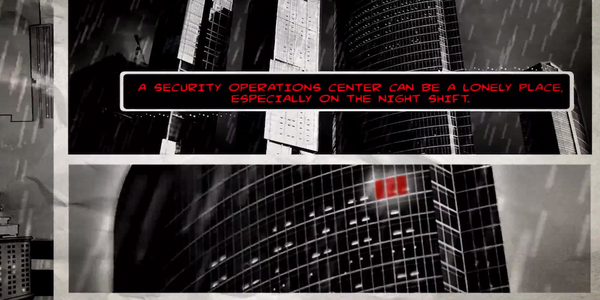 A SECURITY OPERATIONS CENTER CAN BE A LONELY PLACE,
ESPECIALLY ON THE NIGHT SHIFT.